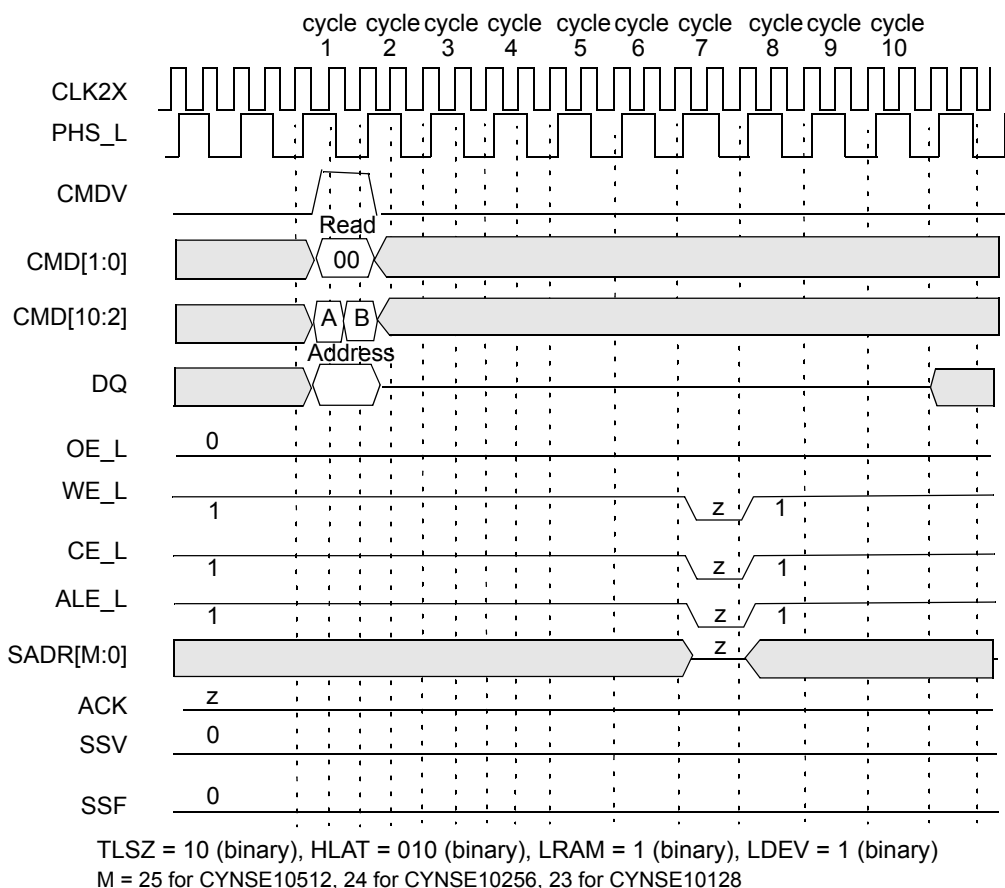 cycle cycle cycle cycle cycle cycle cycle cycle cycle cycle
1 2 3 4 5 6 7 8 9 10
CLK2X
PHS_L
CMDV
Read
CMD[1:0]
00
CMD[10:2]
A B
Address
DQ
OE_L
0
WE_L
1 z 1
CE_L
1 z 1
ALE_L
1 z 1
SADR[M:0]
z
ACK
z
SSV
0
SSF
0
TLSZ = 10 (binary), HLAT = 010 (binary), LRAM = 1 (binary), LDEV = 1 (binary)
M = 25 for CYNSE10512, 24 for CYNSE10256, 23 for CYNSE10128